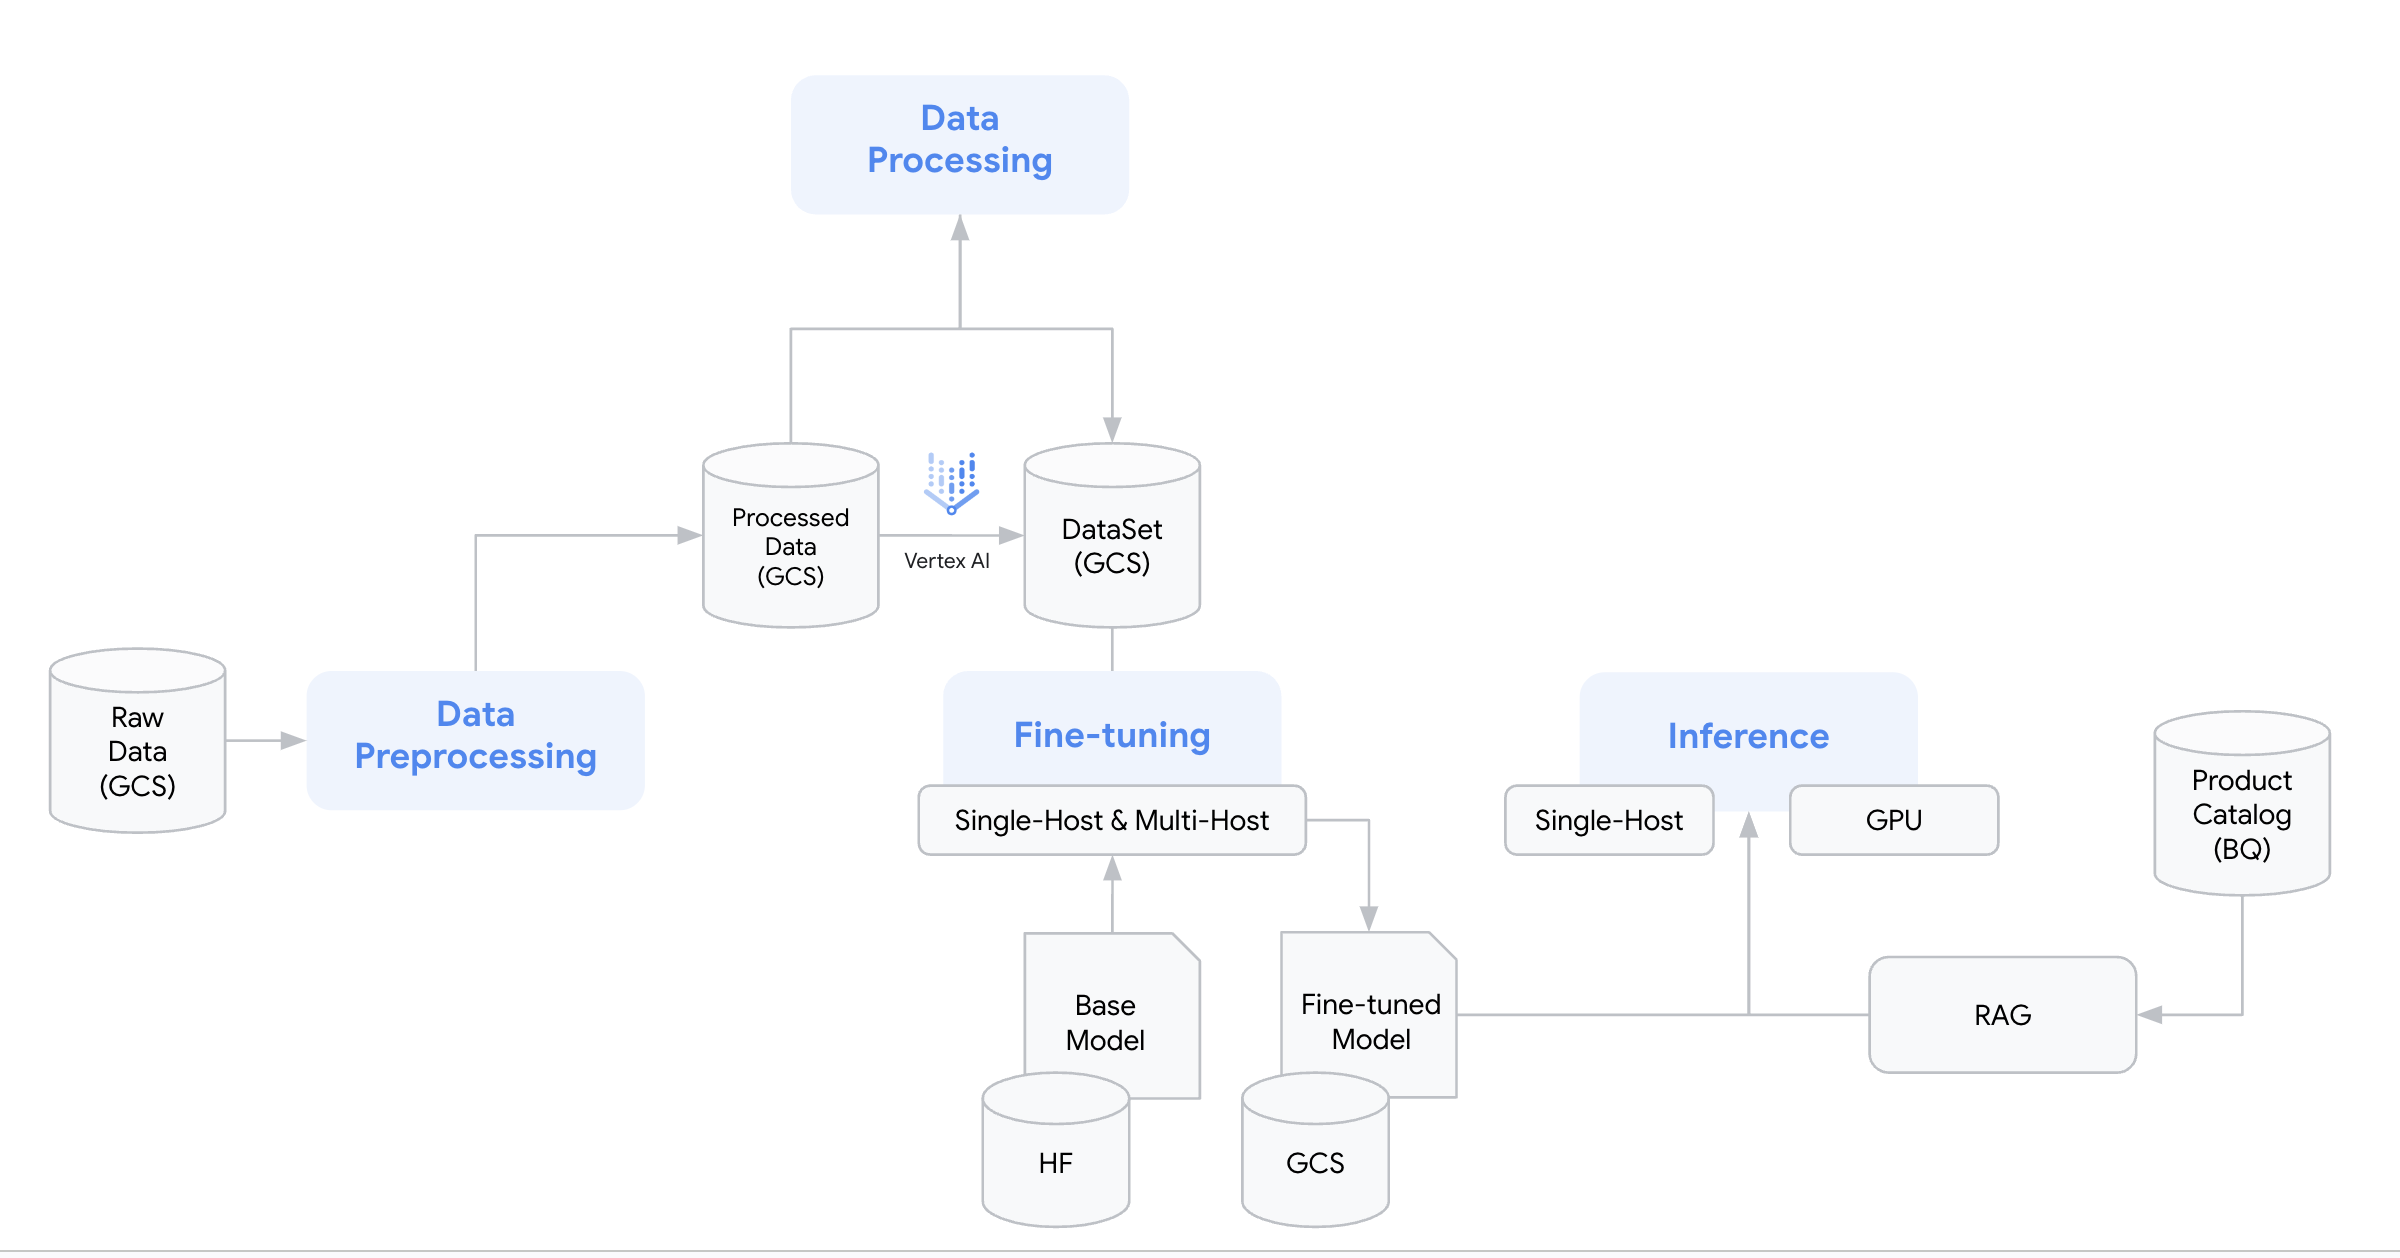 Data
Processing
Processed
Data
(GCS)
Vertex AI
DataSet
(GCS)
Raw
Data
(GCS)
Data
Preprocessing
Fine-tuning
Single-Host & Multi-Host
Inference
Single-Host
GPU
Product
Catalog
(BQ)
Base
Model
HF
Fine-tuned
Model
GCS
RAG